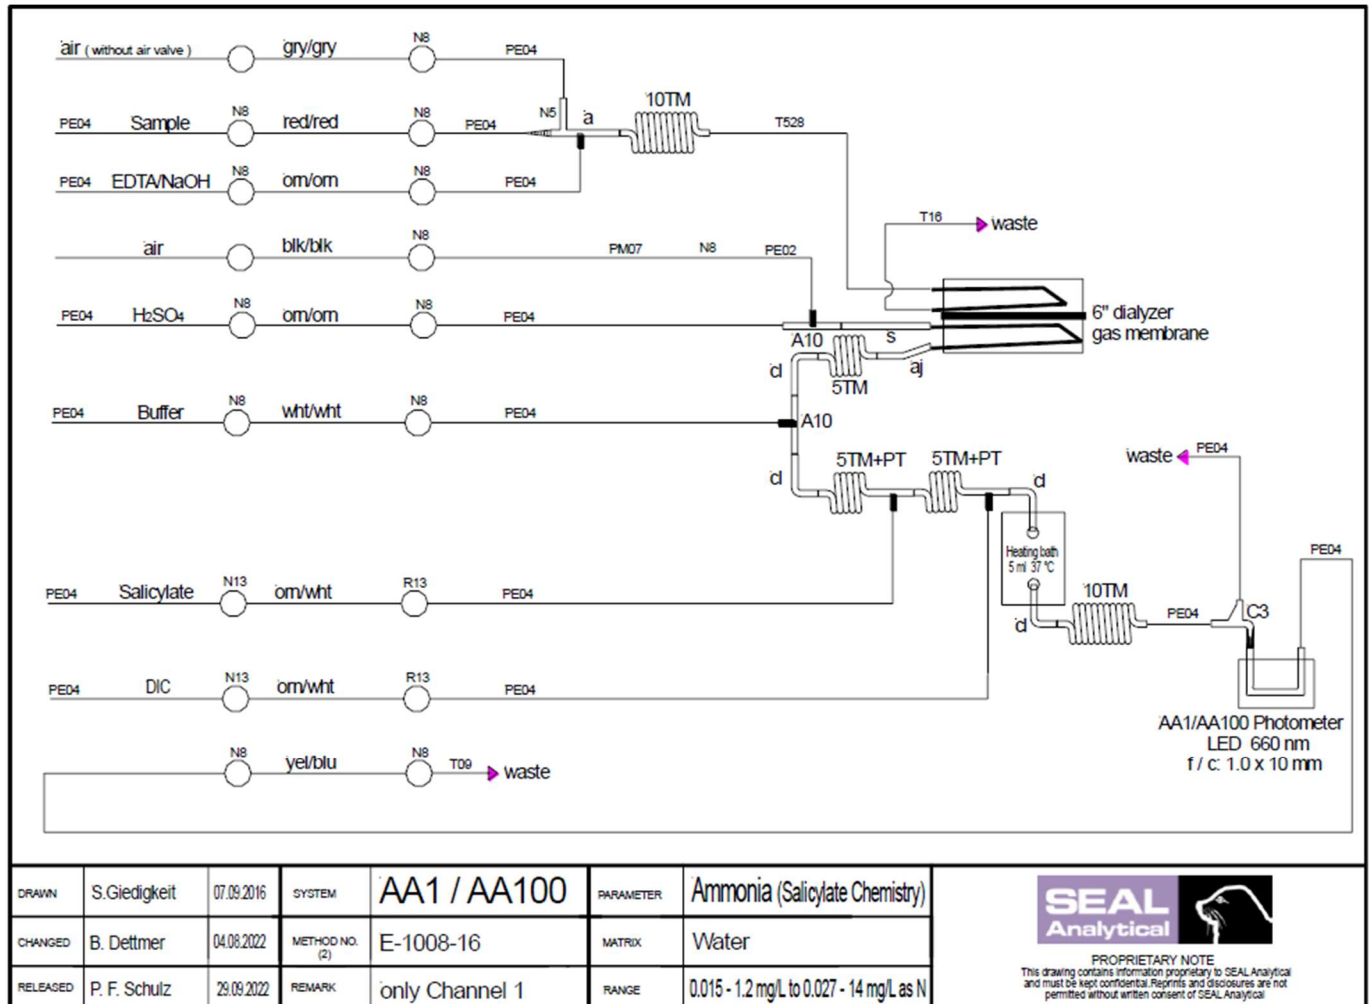 air ( without air valve ) gry/gry N8 PE04
PE04 Sample N8 red/red N8 PE04 N5 a 10TM T528
PE04 EDTA/NaOH N8 orn/orn N8 PE04
T16 waste
air blk/blk N8 PM07 N8 PE02
PE04 H2SO4 N8 orn/orn N8 PE04
6" dialyzer
gas membrane
A10 s
d 5TM aj
PE04 Buffer N8 wht/wht N8 PE04 A10
waste PE04
5TM+PT 5TM+PT
d d
Heating bath
5 ml 37 °C
PE04
PE04 Salicylate N13 orn/wht R13 PE04
10TM
d PE04 C3
PE04 DIC N13 orn/wht R13 PE04
AA1/AA100 Photometer
LED 660 nm
f / c: 1.0 x 10 mm
N8 yel/blu N8 T09 waste
DRAWN S.Giedigkeit 07.09.2016 SYSTEM AA1 / AA100 PARAMETER Ammonia (Salicylate Chemistry)
CHANGED B. Dettmer 04.08.2022 METHOD NO. (2) E-1008-16 MATRIX Water
RELEASED P. F. Schulz 29.09.2022 REMARK only Channel 1 RANGE 0.015 - 1.2 mg/L to 0.027 - 14 mg/L as N
SEAL
Analytical
PROPRIETARY NOTE
This drawing contains information proprietary to SEAL Analytical
and must be kept confidential.Reprints and disclosures are not
permitted without written consent of SEAL Analytical